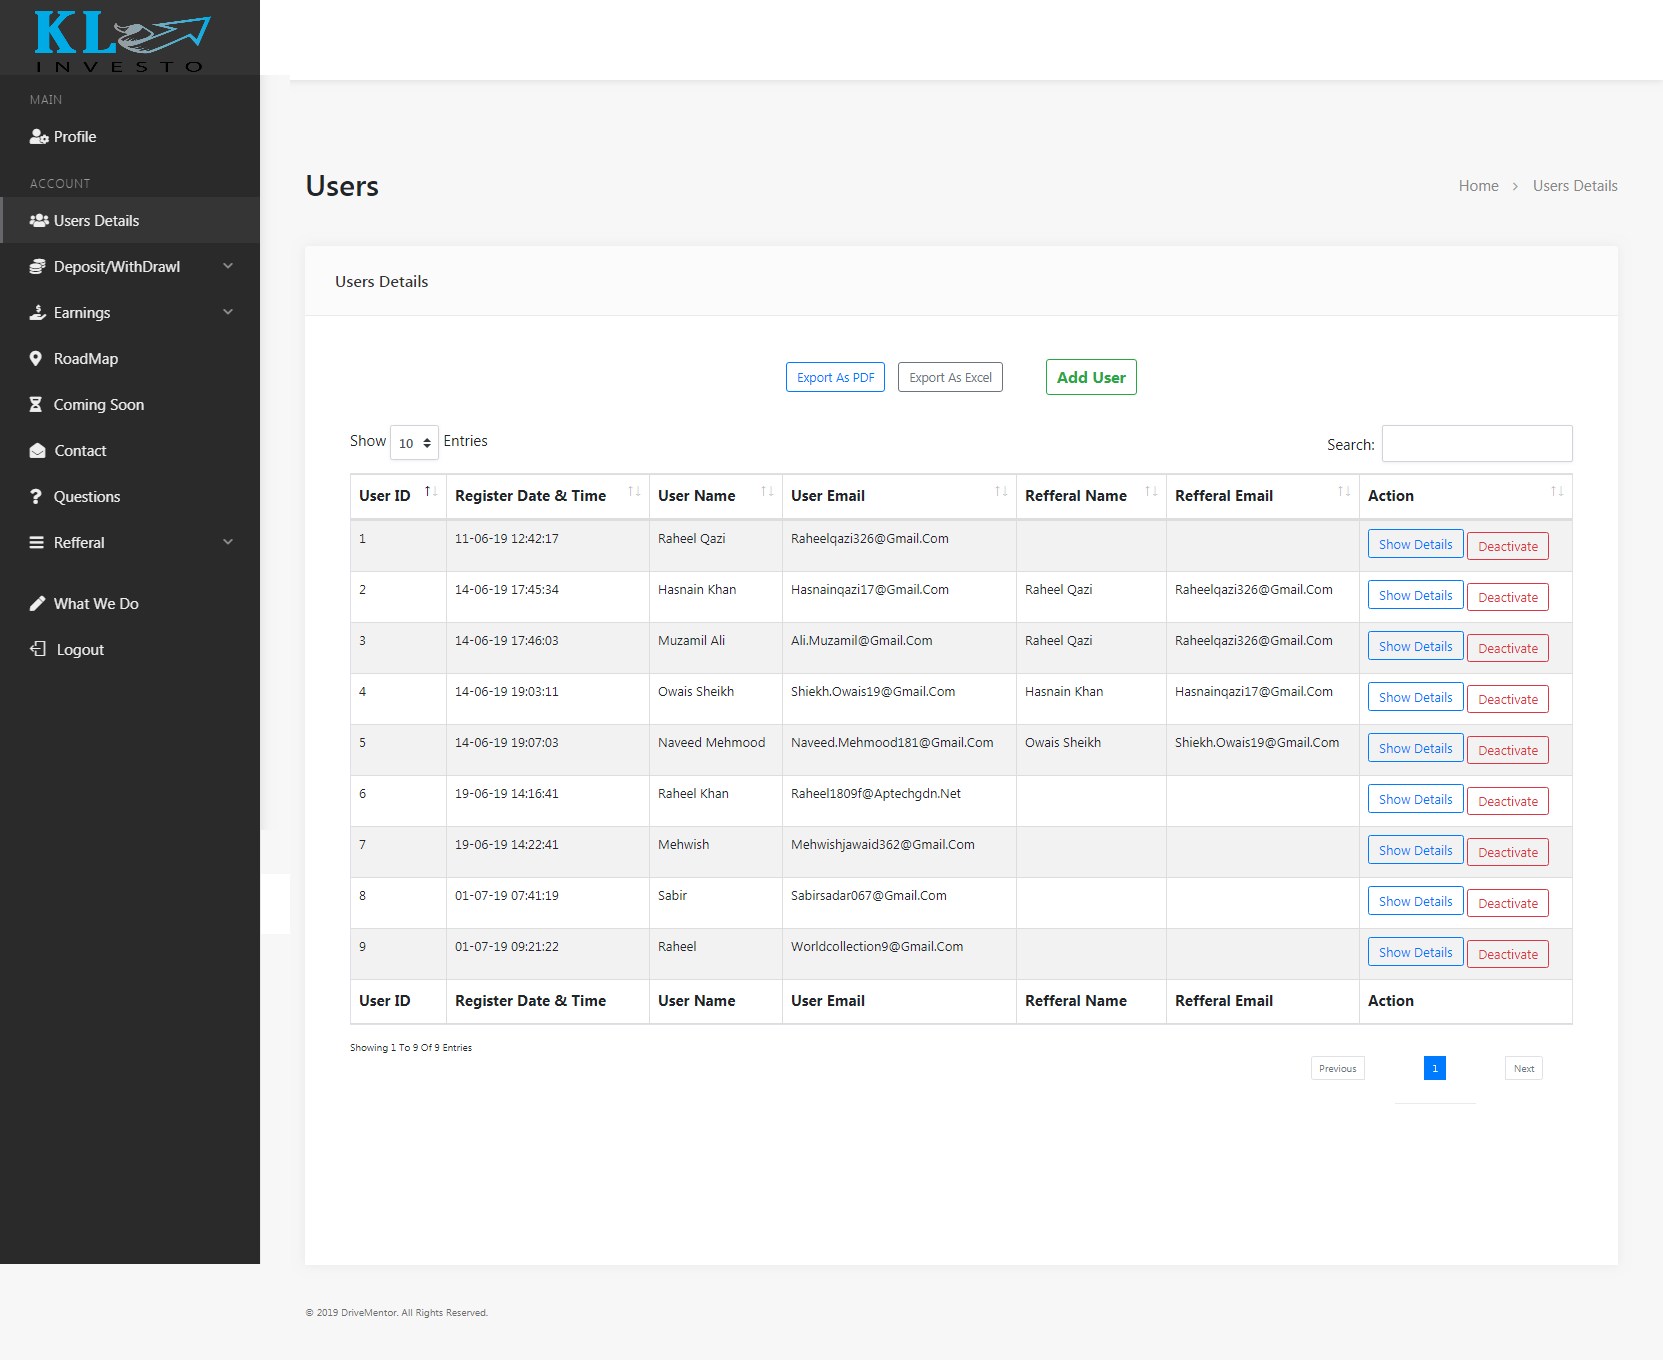 KL
INVESTO
MAIN
Profile
ACCOUNT
Users Details
Deposit/WithDrawl
Earnings
RoadMap
Coming Soon
Contact
Questions
Refferal
What We Do
Logout
Users
Home > Users Details
Users Details
Export As PDF Export As Excel Add User
Show 10 Entries Search:
User ID Register Date & Time User Name User Email Refferal Name Refferal Email Action
1 11-06-19 12:42:17 Raheel Qazi Raheelqazi326@Gmail.Com Show Details Deactivate
2 14-06-19 17:45:34 Hasnain Khan Hasnainqazi17@Gmail.Com Raheel Qazi Raheelqazi326@Gmail.Com Show Details Deactivate
3 14-06-19 17:46:03 Muzamil Ali Ali.Muzamil@Gmail.Com Raheel Qazi Raheelqazi326@Gmail.Com Show Details Deactivate
4 14-06-19 19:03:11 Owais Sheikh Shiekh.Owais19@Gmail.Com Hasnain Khan Hasnainqazi17@Gmail.Com Show Details Deactivate
5 14-06-19 19:07:03 Naveed Mehmood Naveed.Mehmood181@Gmail.Com Owais Sheikh Shiekh.Owais19@Gmail.Com Show Details Deactivate
6 19-06-19 14:16:41 Raheel Khan Raheel1809f@Aptechgdn.Net Show Details Deactivate
7 19-06-19 14:22:41 Mehwish Mehwishjawaid362@Gmail.Com Show Details Deactivate
8 01-07-19 07:41:19 Sabir Sabirsadar067@Gmail.Com Show Details Deactivate
9 01-07-19 09:21:22 Raheel Worldcollection9@Gmail.Com Show Details Deactivate
User ID Register Date & Time User Name User Email Refferal Name Refferal Email Action
Showing 1 To 9 Of 9 Entries
Previous 1 Next
© 2019 DriveMentor. All Rights Reserved.